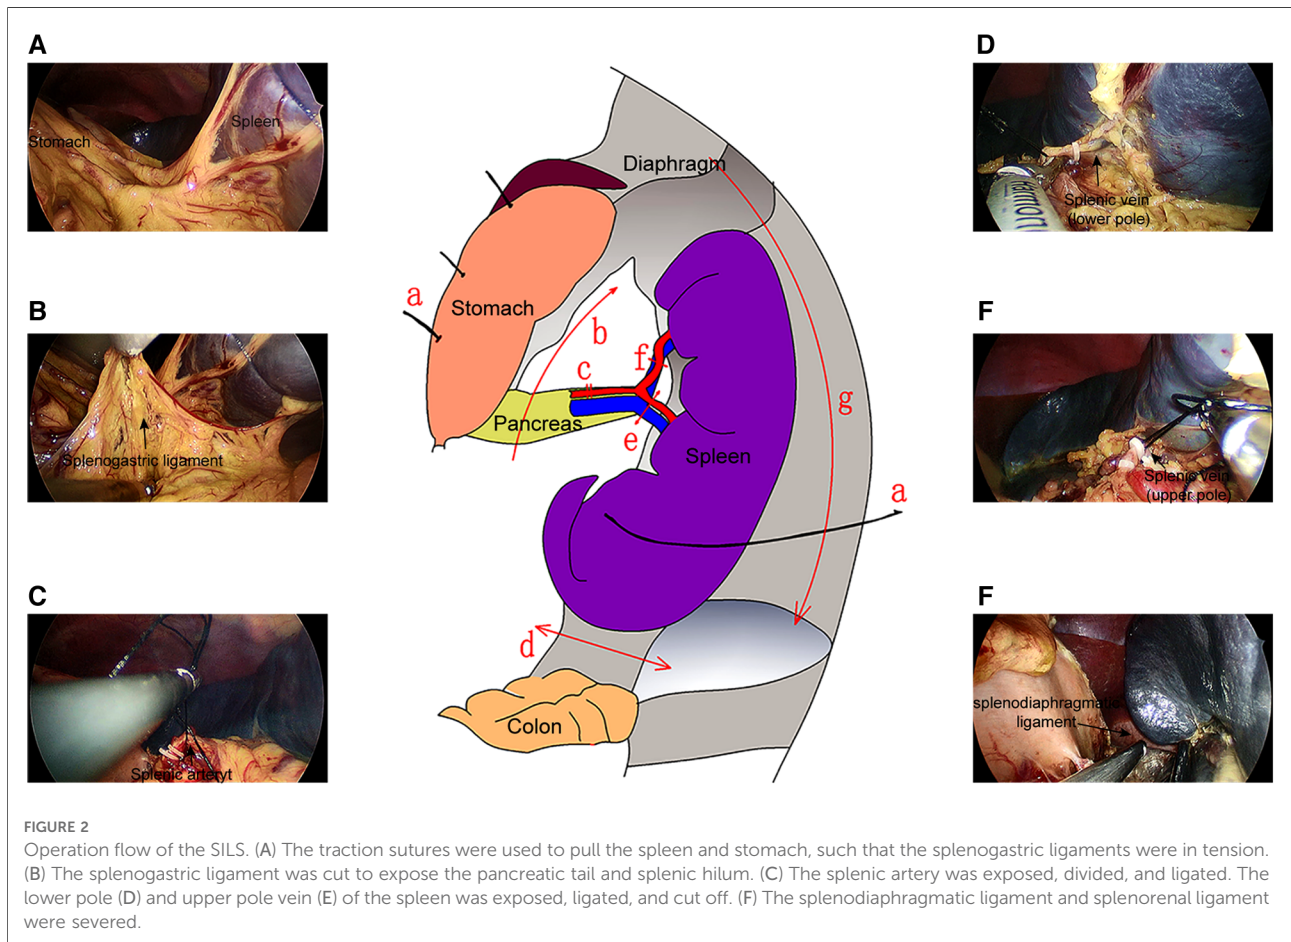 A
Stomach
Spleen
B
Splenogastric ligament
C
Splenic arteryt
Diaphragm
a
Stomach
b
c
f
Pancreas
e
Spleen
g
a
d
Colon
D
Harmon
Splenic vein
(lower pole)
F
Splenic vein
(upper pole)
F
splenodiaphragmatic
ligament
FIGURE 2
Operation flow of the SILS. (A) The traction sutures were used to pull the spleen and stomach, such that the splenogastric ligaments were in tension.
(B) The splenogastric ligament was cut to expose the pancreatic tail and splenic hilum. (C) The splenic artery was exposed, divided, and ligated. The
lower pole (D) and upper pole vein (E) of the spleen was exposed, ligated, and cut off. (F) The splenodiaphragmatic ligament and splenorenal ligament
were severed.